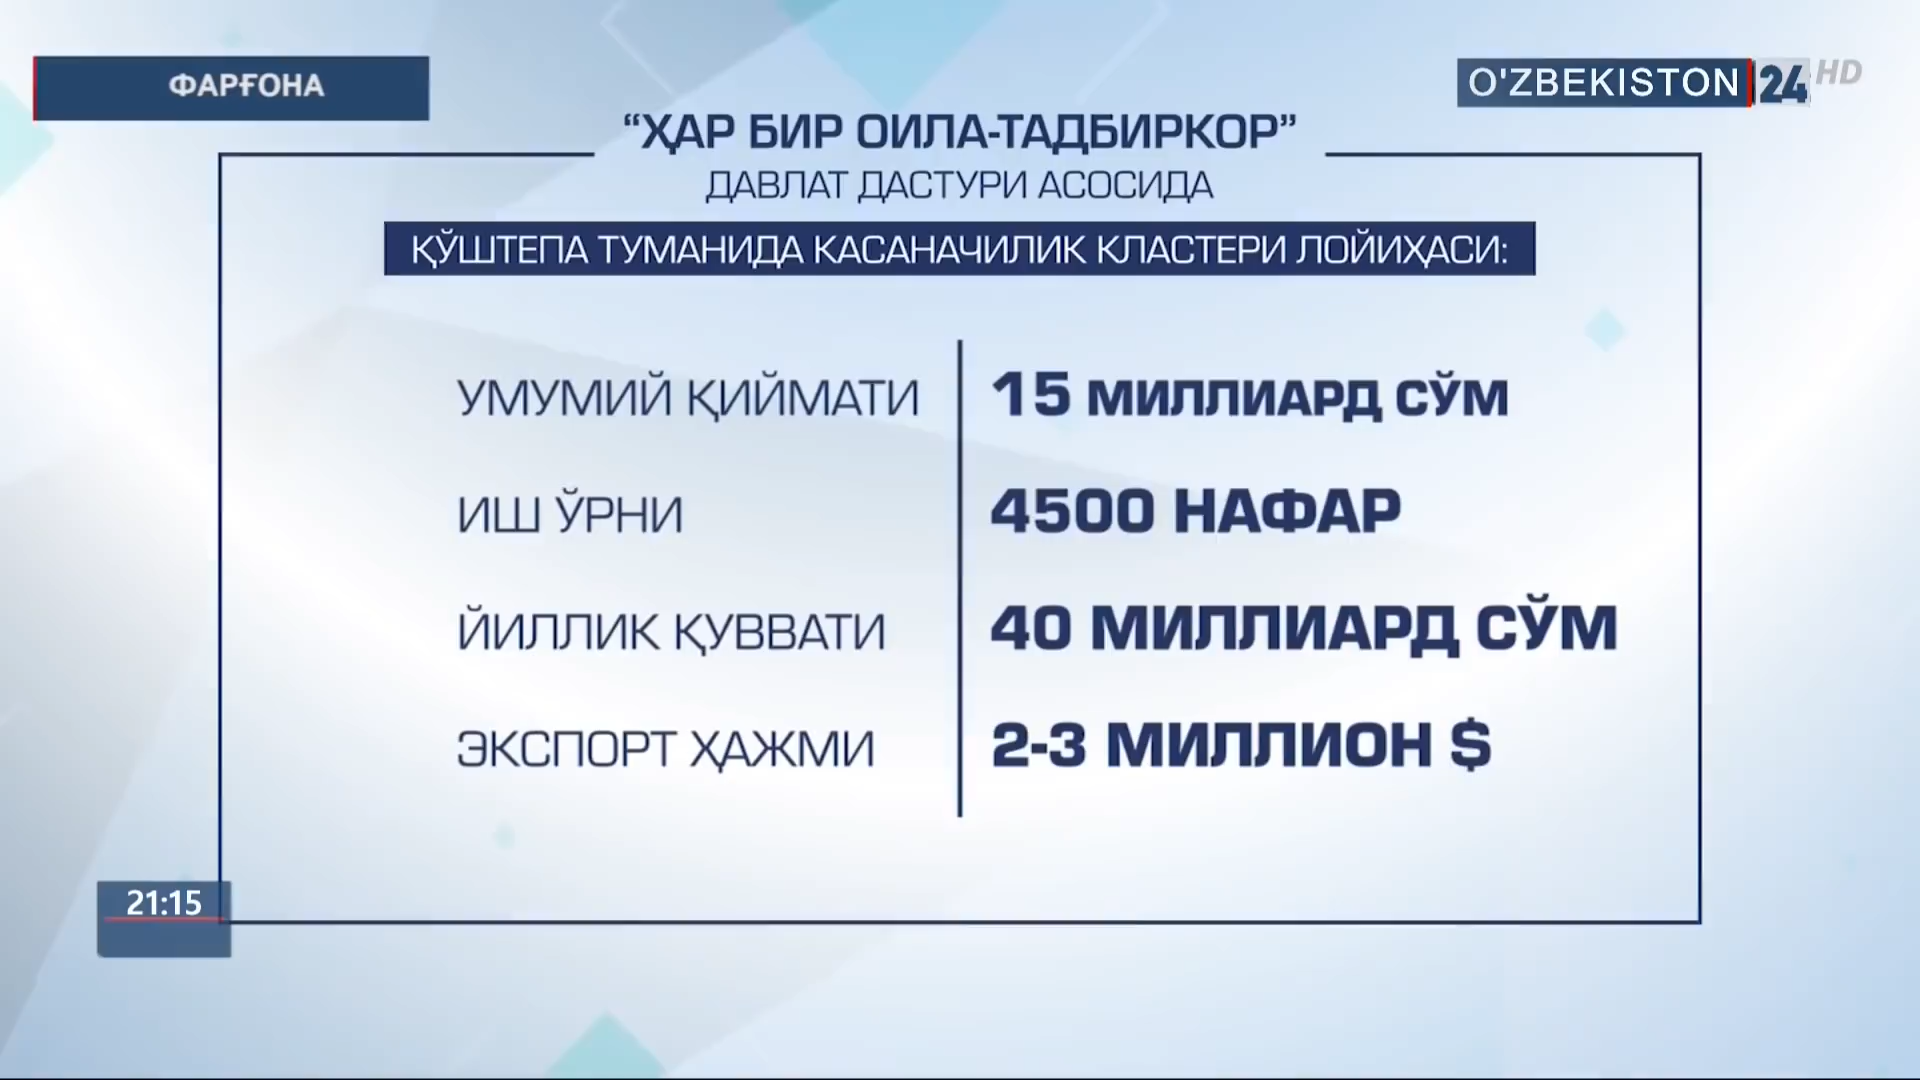 ФАРҒОНА
O'ZBEKISTON 24 HD
“ҲАР БИР ОИЛА-ТАДБИРКОР”
ДАВЛАТ ДАСТУРИ АСОСИДА
ҚЎШТЕПА ТУМАНИДА КАСАНАЧИЛИК КЛАСТЕРИ ЛОЙИҲАСИ:
УМУМИЙ ҚИЙМАТИ 15 МИЛЛИАРД СЎМ
ИШ ЎРНИ 4500 НАФАР
ЙИЛЛИК ҚУВВАТИ 40 МИЛЛИАРД СЎМ
ЭКСПОРТ ҲАЖМИ 2-3 МИЛЛИОН $
21:15